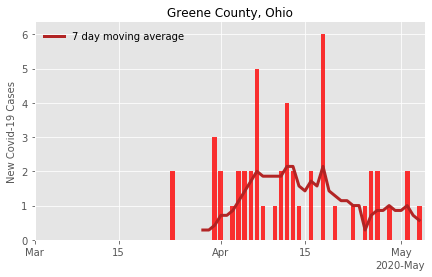 Greene County, Ohio
7 day moving average
New Covid-19 Cases
6
5
4
3
2
1
0
Mar
15
Apr
15
May
2020-May